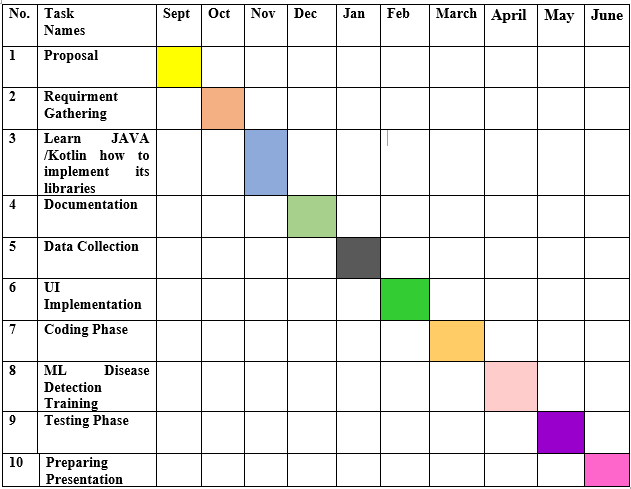 No. Task Names Sept Oct Nov Dec Jan Feb March April May June
1 Proposal
2 Requirment
Gathering
3 Learn JAVA
/Kotlin how to
implement its
libraries
4 Documentation
5 Data Collection
6 UI
Implementation
7 Coding Phase
8 ML Disease
Detection
Training
9 Testing Phase
10 Preparing
Presentation